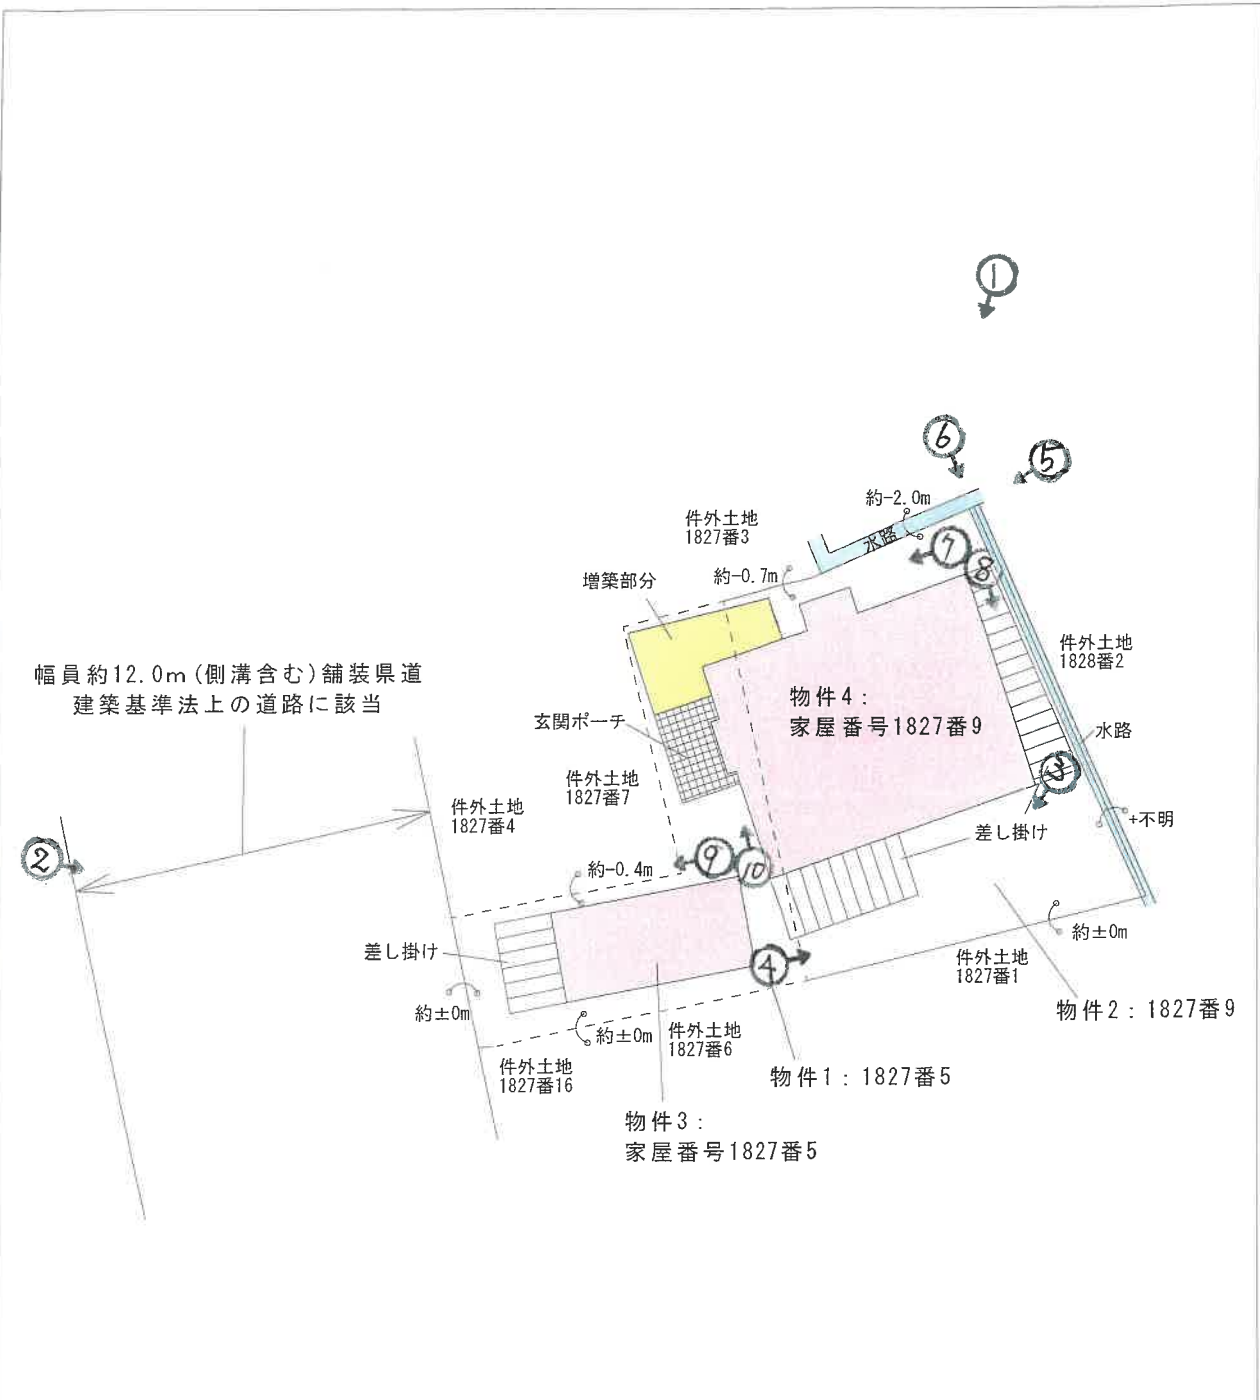 ①
⑥
⑤
約-2.0m
件外土地
1827番3
水路
⑦
⑧
約-0.7m
増築部分
件外土地
1828番2
幅員約12.0m(側溝含む)舗装県道
建築基準法上の道路に該当
物件4:
家屋番号1827番9
玄関ポーチ
水路
件外土地
1827番7
③
件外土地
1827番4
+不明
差し掛け
②
⑨
⑩
約-0.4m
差し掛け
約±0m
④
件外土地
1827番1
物件2:1827番9
約±0m
約±0m
件外土地
1827番6
件外土地
1827番16
物件1:1827番5
物件3:
家屋番号1827番5